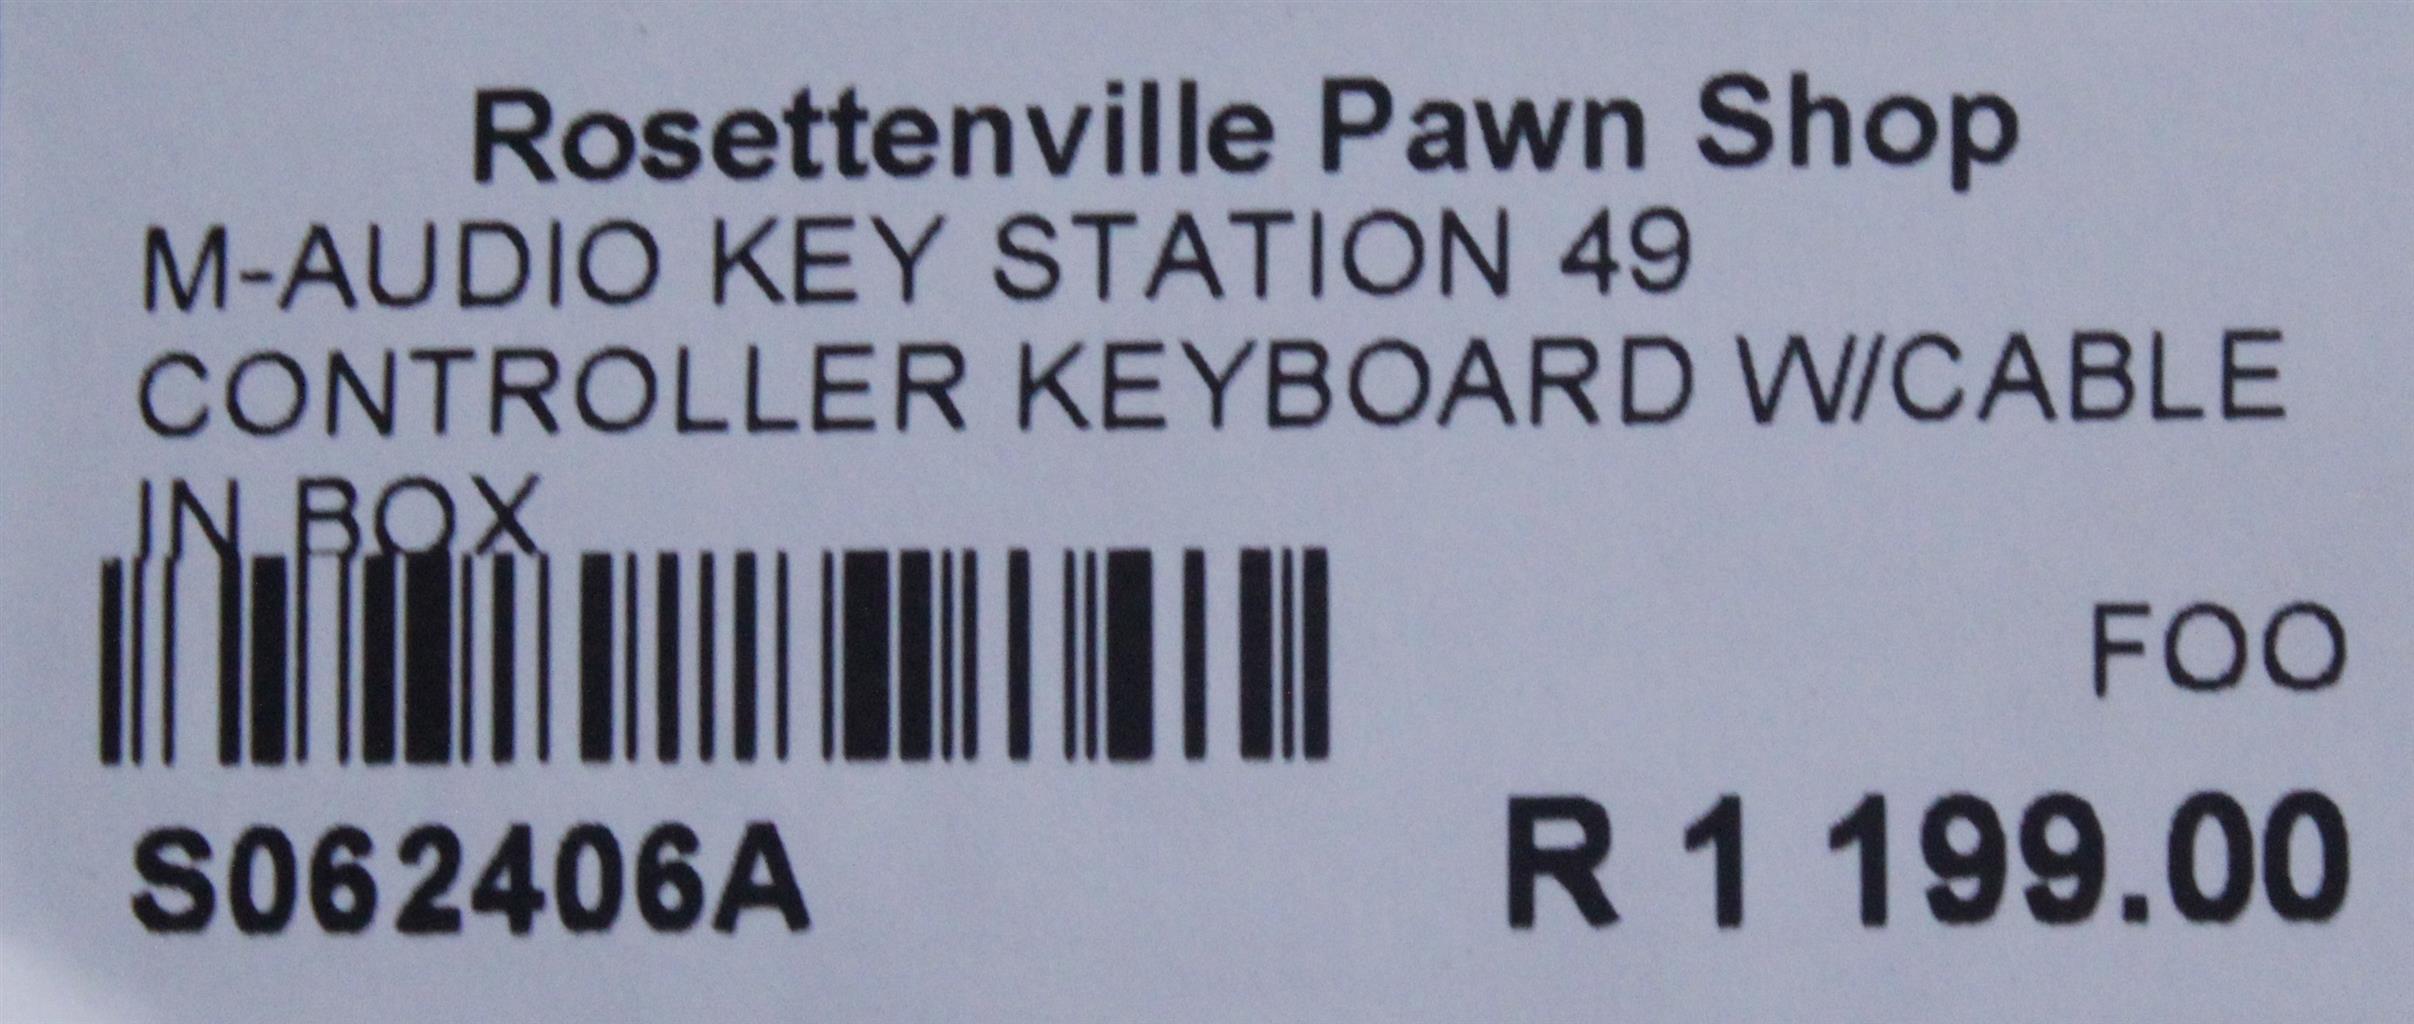 Rosettenville Pawn Shop
M-AUDIO KEY STATION 49
CONTROLLER KEYBOARD W/CABLE
IN BOX
FOO
S062406A
R 1 199.00